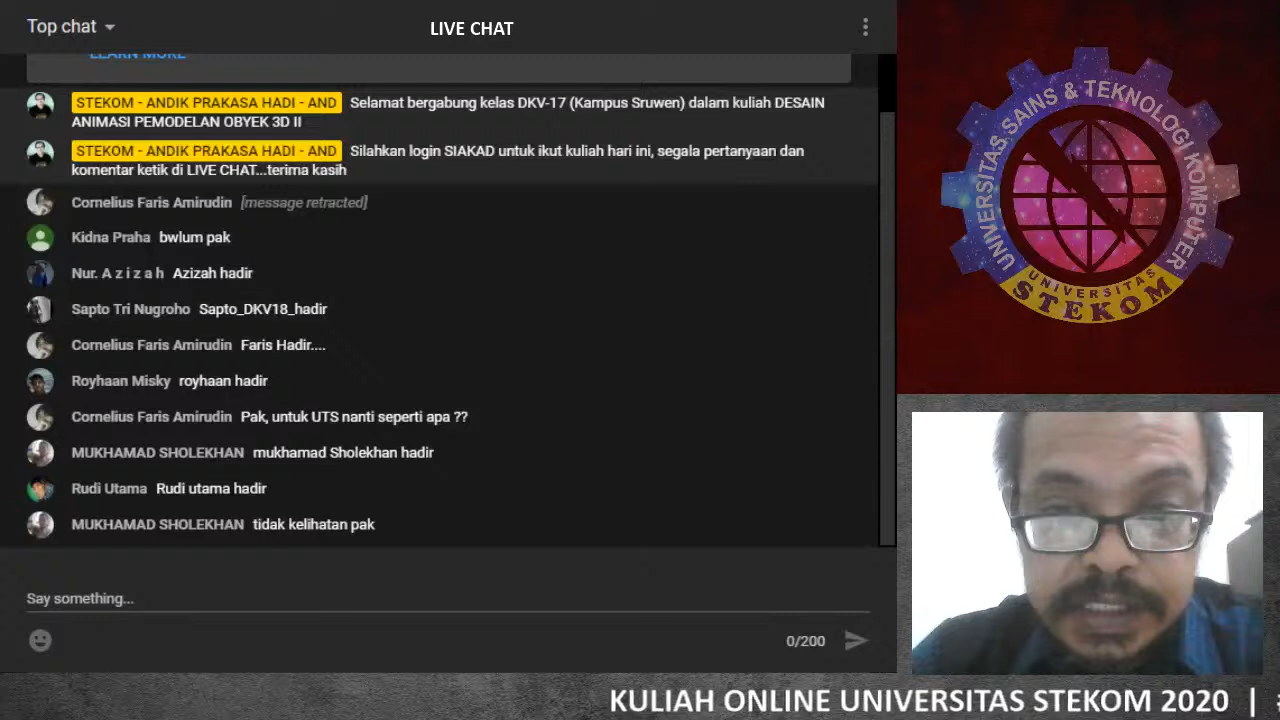 Top chat
LIVE CHAT
LEARN MORE
STEKOM - ANDIK PRAKASA HADI - AND Selamat bergabung kelas DKV-17 (Kampus Sruwen) dalam kuliah DESAIN
ANIMASI PEMODELAN OBYEK 3D II
STEKOM - ANDIK PRAKASA HADI - AND Silahkan login SIAKAD untuk ikut kuliah hari ini, segala pertanyaan dan
komentar ketik di LIVE CHAT...terima kasih
Cornelius Faris Amirudin [message retracted]
Kidna Praha bwlum pak
Nur. A z i z a h Azizah hadir
Sapto Tri Nugroho Sapto_DKV18_hadir
Cornelius Faris Amirudin Faris Hadir....
Royhaan Misky royhaan hadir
Cornelius Faris Amirudin Pak, untuk UTS nanti seperti apa ??
MUKHAMAD SHOLEKHAN mukhamad Sholekhan hadir
Rudi Utama Rudi utama hadir
MUKHAMAD SHOLEKHAN tidak kelihatan pak
Say something...
0/200
UNIVERSITAS SAINS & TEKNOLOGI KOMPUTER
UNIVERSITAS
STEKOM
KULIAH ONLINE UNIVERSITAS STEKOM 2020 |